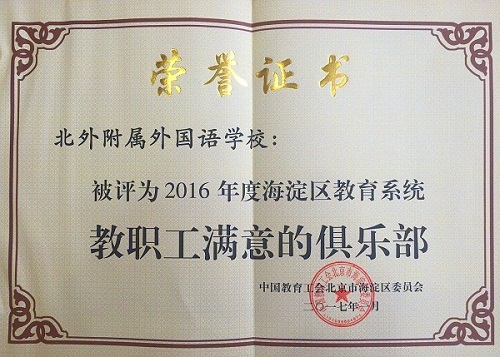 荣誉证书
北外附属外国语学校：
被评为2016年度海淀区教育系统
教职工满意的俱乐部
中国教育工会北京市海淀区委员会
二〇一七年一月